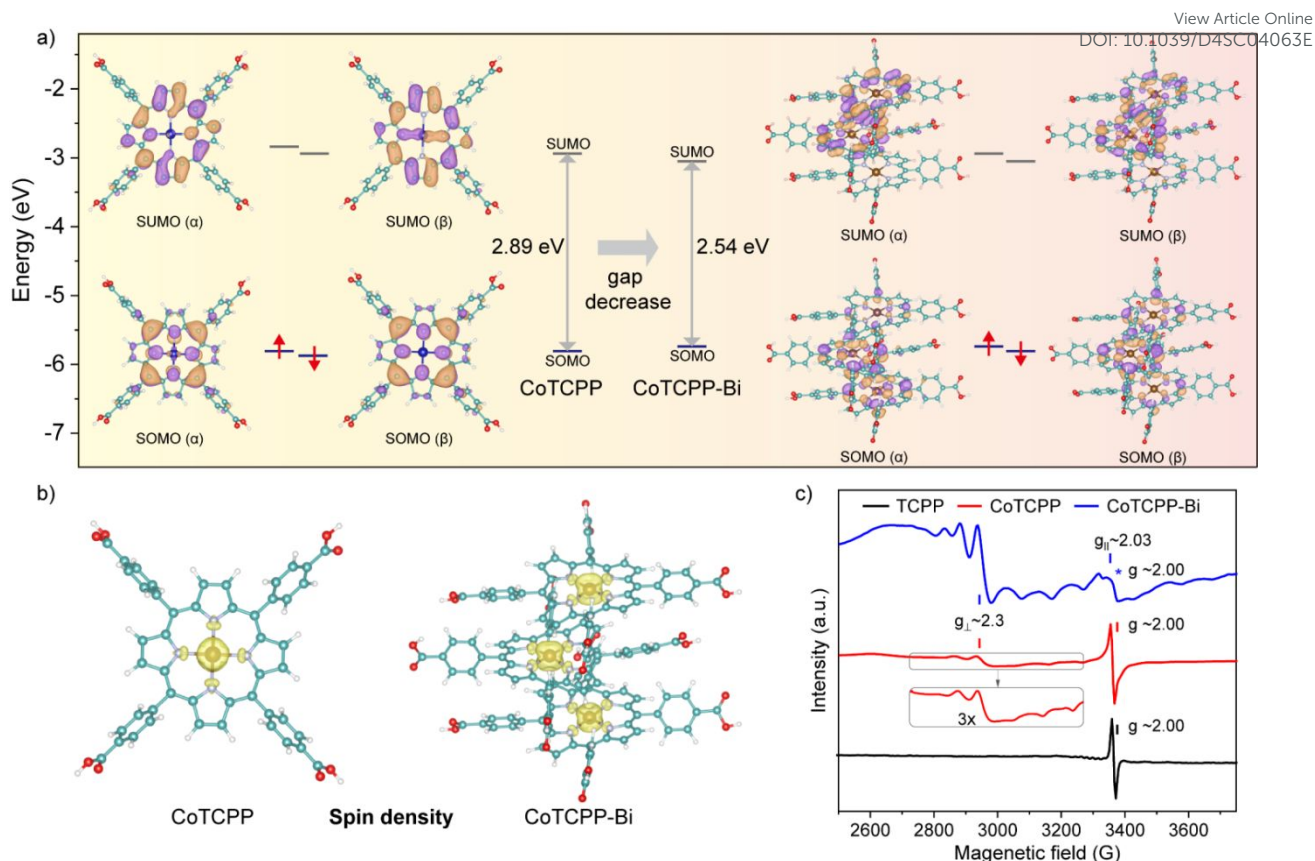 View Article Online
DOI: 10.1039/D4SC04063E
a)
Energy (eV)
-2
-3
-4
-5
-6
-7
SUMO (α)
SUMO (β)
SUMO
SUMO
SUMO (α)
SUMO (β)
2.89 eV
2.54 eV
gap
decrease
SOMO (α)
SOMO (β)
SOMO
SOMO
CoTCPP
CoTCPP-Bi
SOMO (α)
SOMO (β)
b)
CoTCPP
Spin density
CoTCPP-Bi
c)
TCPP
CoTCPP
CoTCPP-Bi
g||~2.03
* g ~2.00
g⊥~2.3
g ~2.00
3x
g ~2.00
Intensity (a.u.)
2600 2800 3000 3200 3400 3600
Magenetic field (G)